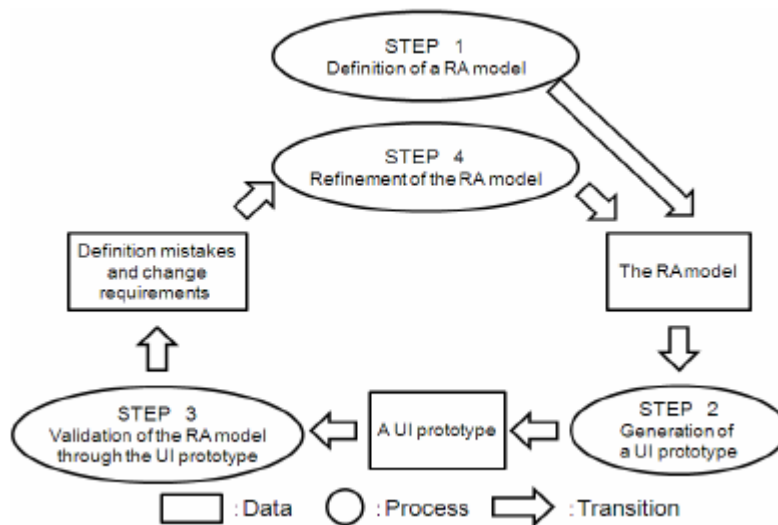 STEP 1
Definition of a RA model
STEP 4
Refinement of the RA model
Definition mistakes
and change
requirements
The RA model
STEP 3
Validation of the RA model
through the UI prototype
A UI prototype
STEP 2
Generation of
a UI prototype
: Data
: Process
: Transition